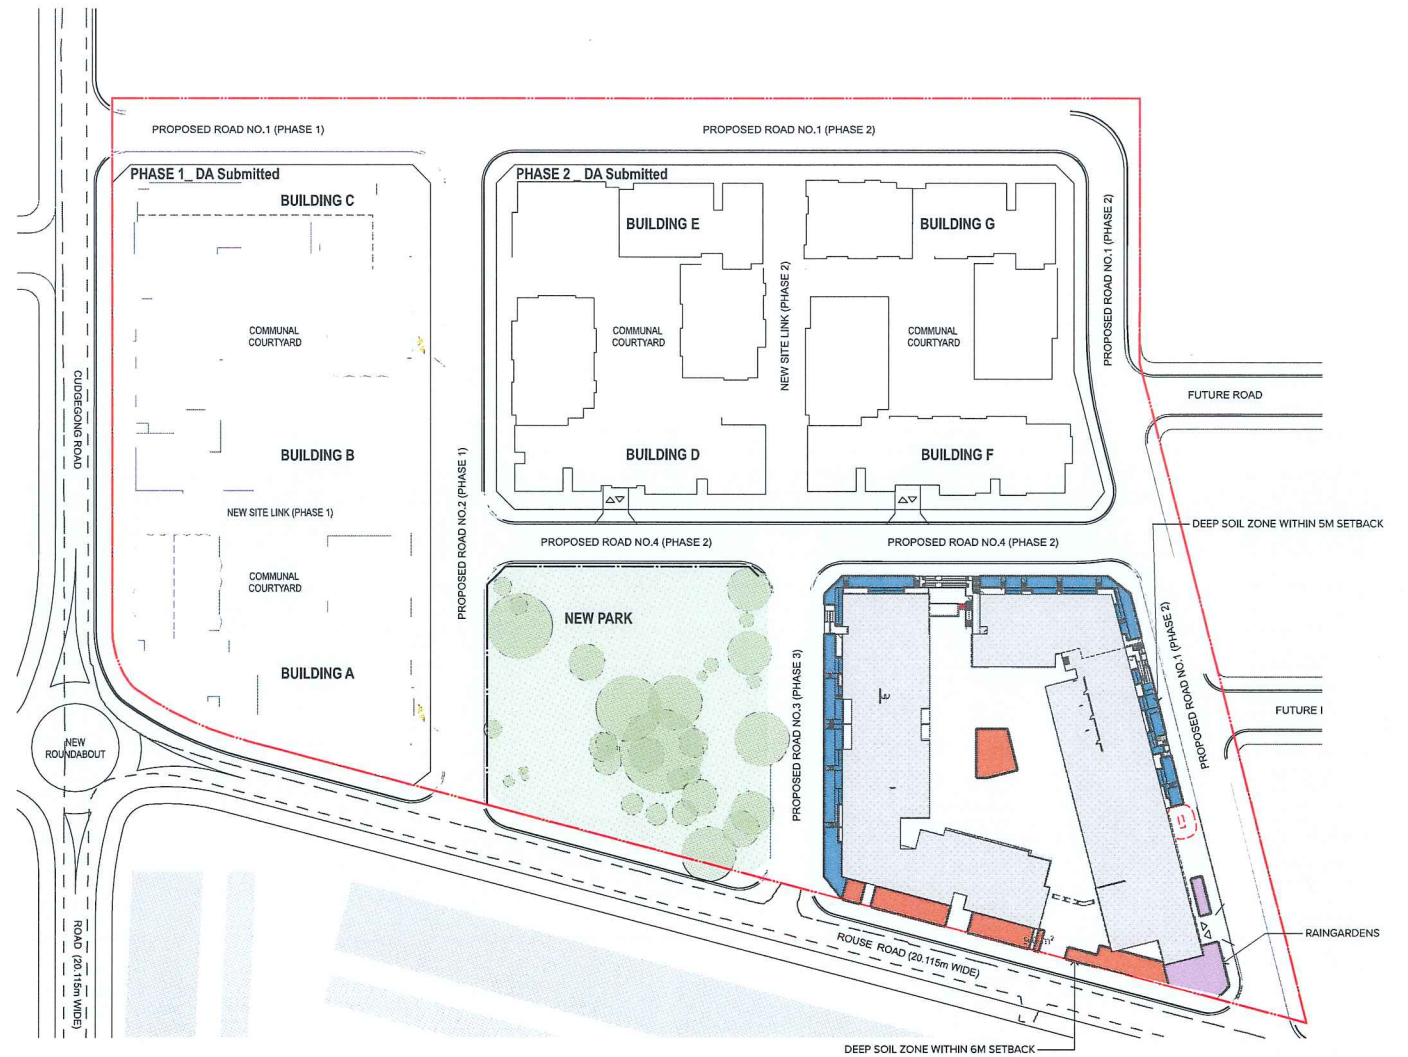 PROPOSED ROAD NO.1 (PHASE 1)
PROPOSED ROAD NO.1 (PHASE 2)
PHASE 1_ DA Submitted
PHASE 2 _ DA Submitted
BUILDING C
BUILDING E
BUILDING G
PROPOSED ROAD NO.1 (PHASE 2)
NEW SITE LINK (PHASE 2)
COMMUNAL
COURTYARD
COMMUNAL
COURTYARD
COMMUNAL
COURTYARD
FUTURE ROAD
CUDGEGONG ROAD
BUILDING B
BUILDING D
BUILDING F
PROPOSED ROAD NO.2 (PHASE 1)
NEW SITE LINK (PHASE 1)
DEEP SOIL ZONE WITHIN 5M SETBACK
PROPOSED ROAD NO.4 (PHASE 2)
PROPOSED ROAD NO.4 (PHASE 2)
COMMUNAL
COURTYARD
NEW PARK
PROPOSED ROAD NO.1 (PHASE 2)
BUILDING A
PROPOSED ROAD NO.3 (PHASE 3)
FUTURE
NEW
ROUNDABOUT
ROAD (20.115m WIDE)
ROUSE ROAD (20.115m WIDE)
RAINGARDENS
DEEP SOIL ZONE WITHIN 6M SETBACK